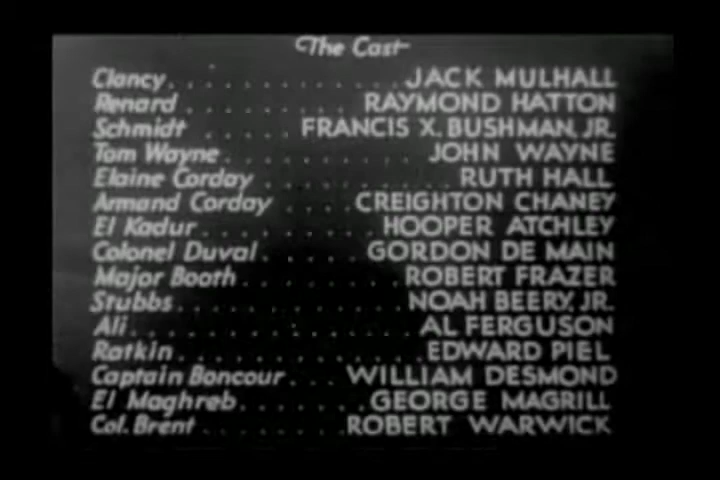 The Cast
Clancy. . . . . . . . . . . . JACK MULHALL
Renard . . . . . . . . . RAYMOND HATTON
Schmidt . . . . . FRANCIS X. BUSHMAN, JR.
Tom Wayne. . . . . . . . . . JOHN WAYNE
Elaine Corday . . . . . . . . . . RUTH HALL
Armand Corday . . . . CREIGHTON CHANEY
El Kadur. . . . . . . . . HOOPER ATCHLEY
Colonel Duval. . . . . . GORDON DE MAIN
Major Booth . . . . . . . . ROBERT FRAZER
Stubbs. . . . . . . . . . . NOAH BEERY, JR.
Ali. . . . . . . . . . . . . . AL FERGUSON
Ratkin. . . . . . . . . . . . EDWARD PIEL
Captain Boncour. . . WILLIAM DESMOND
El Maghreb. . . . . . . GEORGE MAGRILL
Col. Brent . . . . . . . ROBERT WARWICK